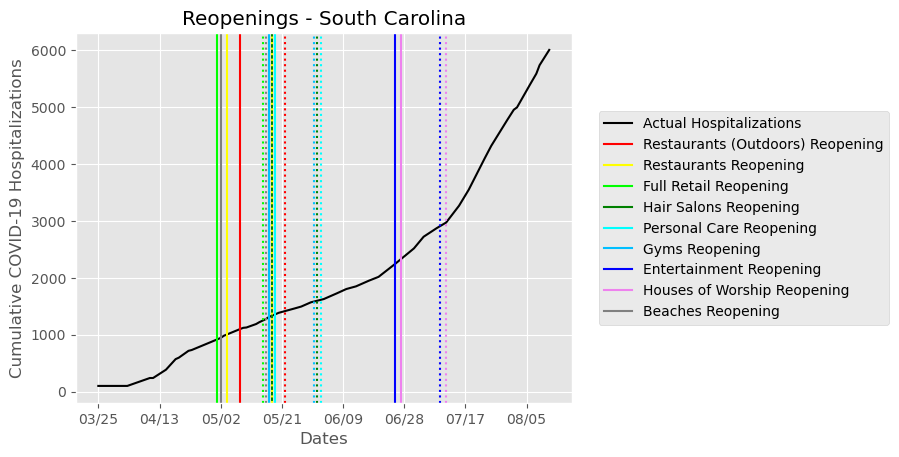 Reopenings - South Carolina
Cumulative COVID-19 Hospitalizations
6000
5000
4000
3000
2000
1000
0
03/25 04/13 05/02 05/21 06/09 06/28 07/17 08/05
Dates
Actual Hospitalizations
Restaurants (Outdoors) Reopening
Restaurants Reopening
Full Retail Reopening
Hair Salons Reopening
Personal Care Reopening
Gyms Reopening
Entertainment Reopening
Houses of Worship Reopening
Beaches Reopening